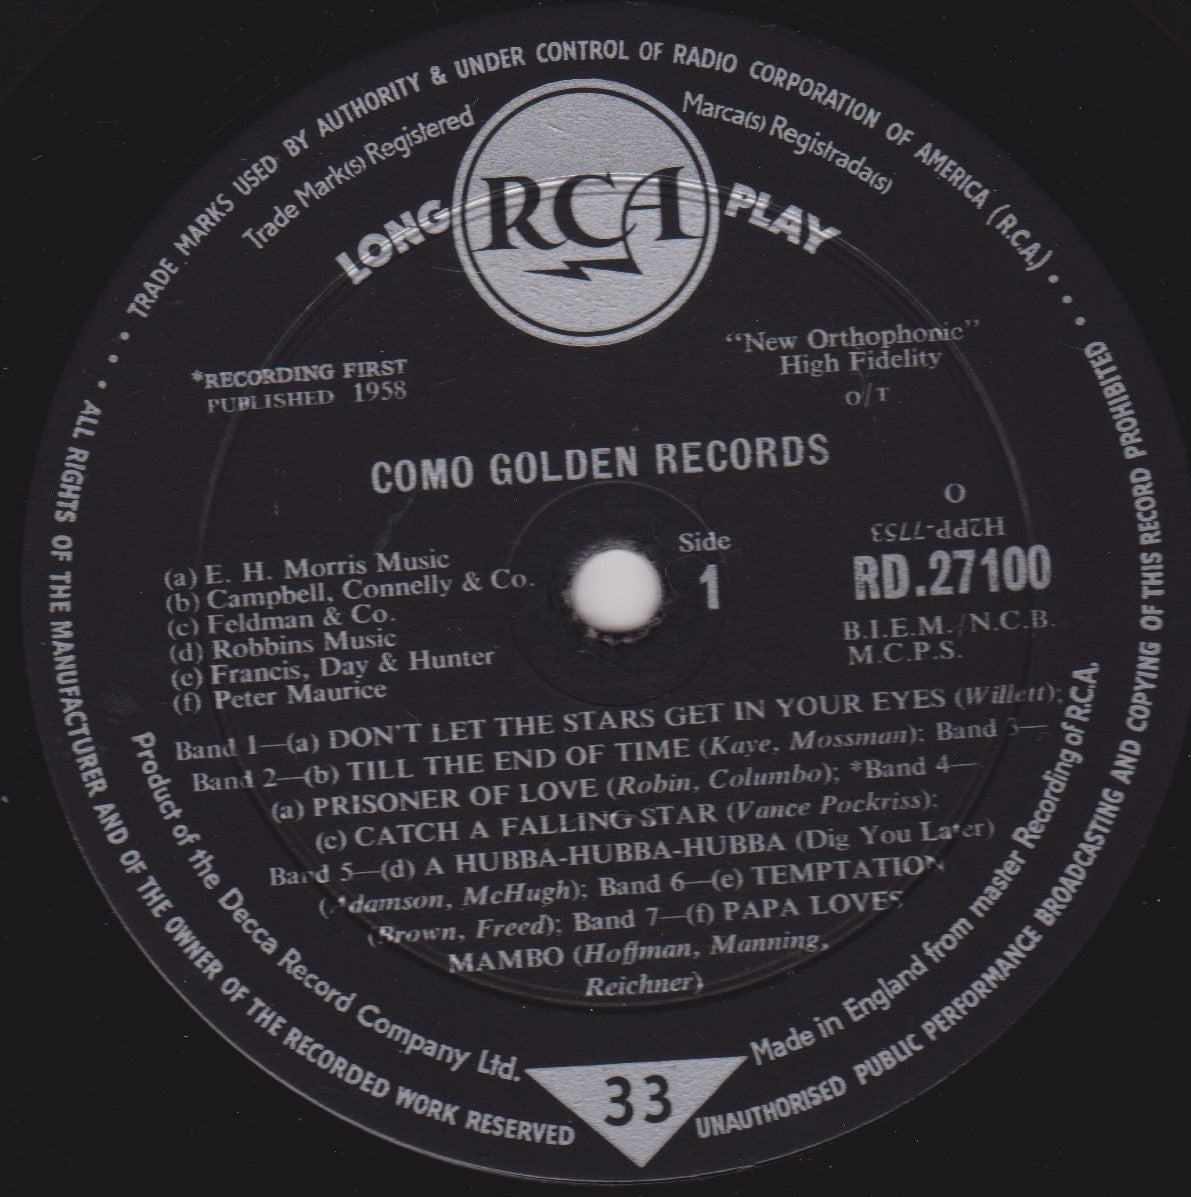 TRADE MARKS USED BY AUTHORITY & UNDER CONTROL OF RADIO CORPORATION OF AMERICA (R.C.A.) • • •
Trade Mark(s) Registered
Marca(s) Registrada(s)
LONG RCA PLAY
*RECORDING FIRST
PUBLISHED 1958
"New Orthophonic"
High Fidelity
O/T
COMO GOLDEN RECORDS
O
H2PP-7753
RD.27100
B.I.E.M./N.C.B.
M.C.P.S.
Side
1
(a) E. H. Morris Music
(b) Campbell, Connelly & Co.
(c) Feldman & Co.
(d) Robbins Music
(e) Francis, Day & Hunter
(f) Peter Maurice
Band 1—(a) DON'T LET THE STARS GET IN YOUR EYES (Willett);
Band 2—(b) TILL THE END OF TIME (Kaye, Mossman); Band 3—
(a) PRISONER OF LOVE (Robin, Columbo); *Band 4—
(c) CATCH A FALLING STAR (Vance Pockriss);
Band 5—(d) A HUBBA-HUBBA-HUBBA (Dig You Later)
(Adamson, McHugh); Band 6—(e) TEMPTATION
(Brown, Freed); Band 7—(f) PAPA LOVES
MAMBO (Hoffman, Manning,
Reichner)
Product of the Decca Record Company Ltd.
33
Made in England from master Recording of R.C.A.
ALL RIGHTS OF THE MANUFACTURER AND OF THE OWNER OF THE RECORDED WORK RESERVED
UNAUTHORISED PUBLIC PERFORMANCE BROADCASTING AND COPYING OF THIS RECORD PROHIBITED